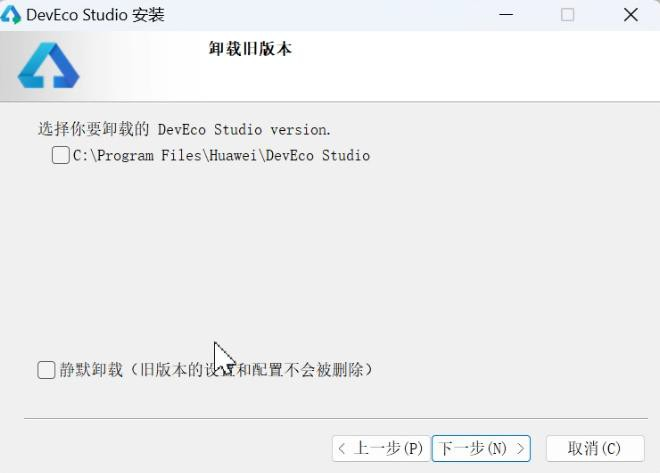 DevEco Studio 安装
卸载旧版本
选择你要卸载的 DevEco Studio version.
C:\Program Files\Huawei\DevEco Studio
静默卸载（旧版本的设置和配置不会被删除）
< 上一步(P) 下一步(N) > 取消(C)